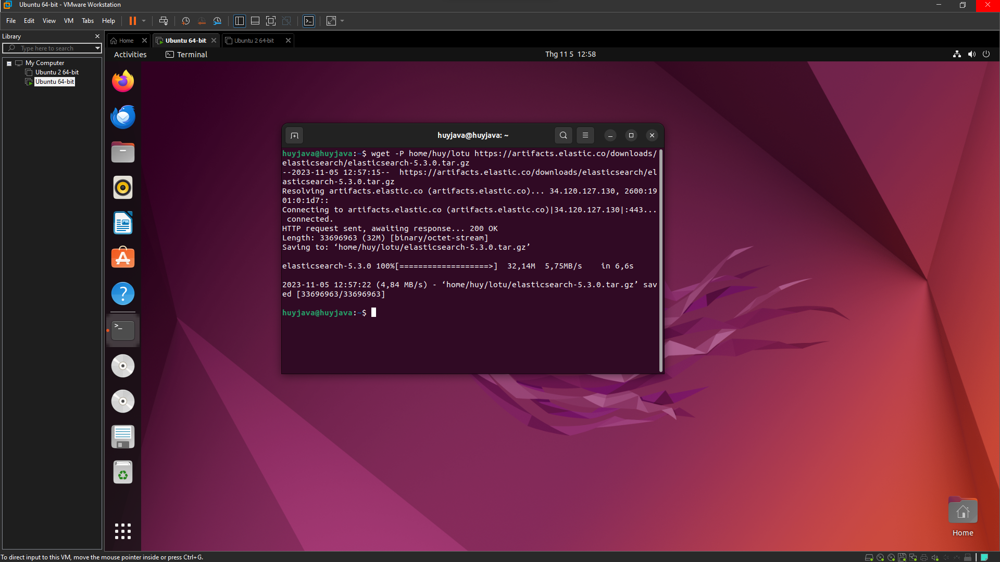 Ubuntu 64-bit - VMware Workstation
File Edit View VM Tabs Help
Library
Type here to search
My Computer
Ubuntu 2 64-bit
Ubuntu 64-bit
Home
Ubuntu 64-bit
Ubuntu 2 64-bit
Activities
Terminal
Thg 11 5 12:58
huyjava@huyjava: ~
huyjava@huyjava:~$ wget -P home/huy/lotu https://artifacts.elastic.co/downloads/
elasticsearch/elasticsearch-5.3.0.tar.gz
--2023-11-05 12:57:15-- https://artifacts.elastic.co/downloads/elasticsearch/el
asticsearch-5.3.0.tar.gz
Resolving artifacts.elastic.co (artifacts.elastic.co)... 34.120.127.130, 2600:19
01:0:1d7::
Connecting to artifacts.elastic.co (artifacts.elastic.co)|34.120.127.130|:443...
connected.
HTTP request sent, awaiting response... 200 OK
Length: 33696963 (32M) [binary/octet-stream]
Saving to: ‘home/huy/lotu/elasticsearch-5.3.0.tar.gz’
elasticsearch-5.3.0 100%[===================>] 32,14M 5,75MB/s in 6,6s
2023-11-05 12:57:22 (4,84 MB/s) - ‘home/huy/lotu/elasticsearch-5.3.0.tar.gz’ sav
ed [33696963/33696963]
huyjava@huyjava:~$
Home
To direct input to this VM, move the mouse pointer inside or press Ctrl+G.